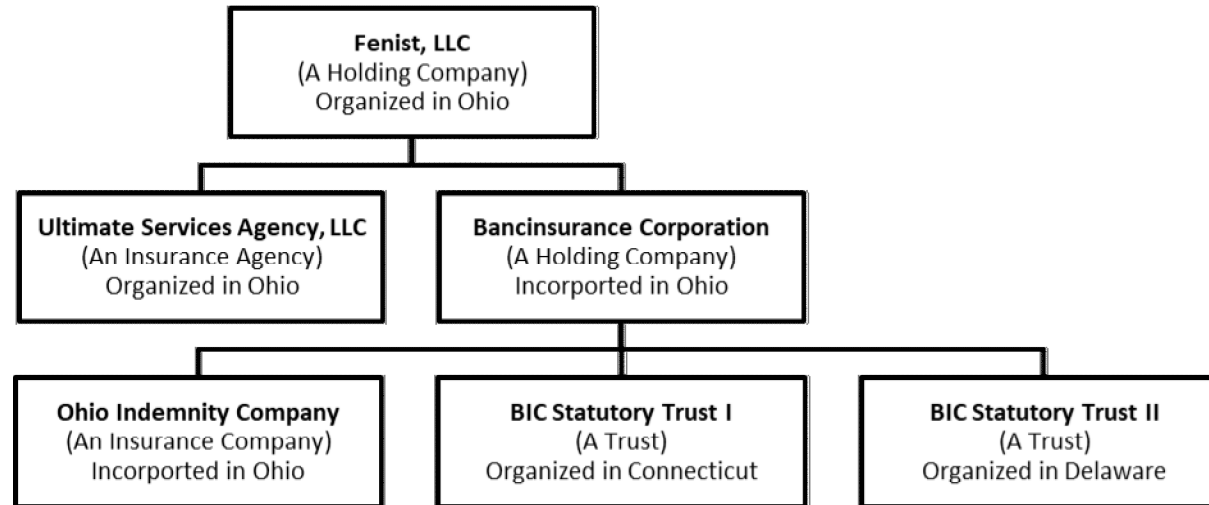 Fenist, LLC
(A Holding Company)
Organized in Ohio
Ultimate Services Agency, LLC
(An Insurance Agency)
Organized in Ohio
Bancinsurance Corporation
(A Holding Company)
Incorported in Ohio
Ohio Indemnity Company
(An Insurance Company)
Incorported in Ohio
BIC Statutory Trust I
(A Trust)
Organized in Connecticut
BIC Statutory Trust II
(A Trust)
Organized in Delaware